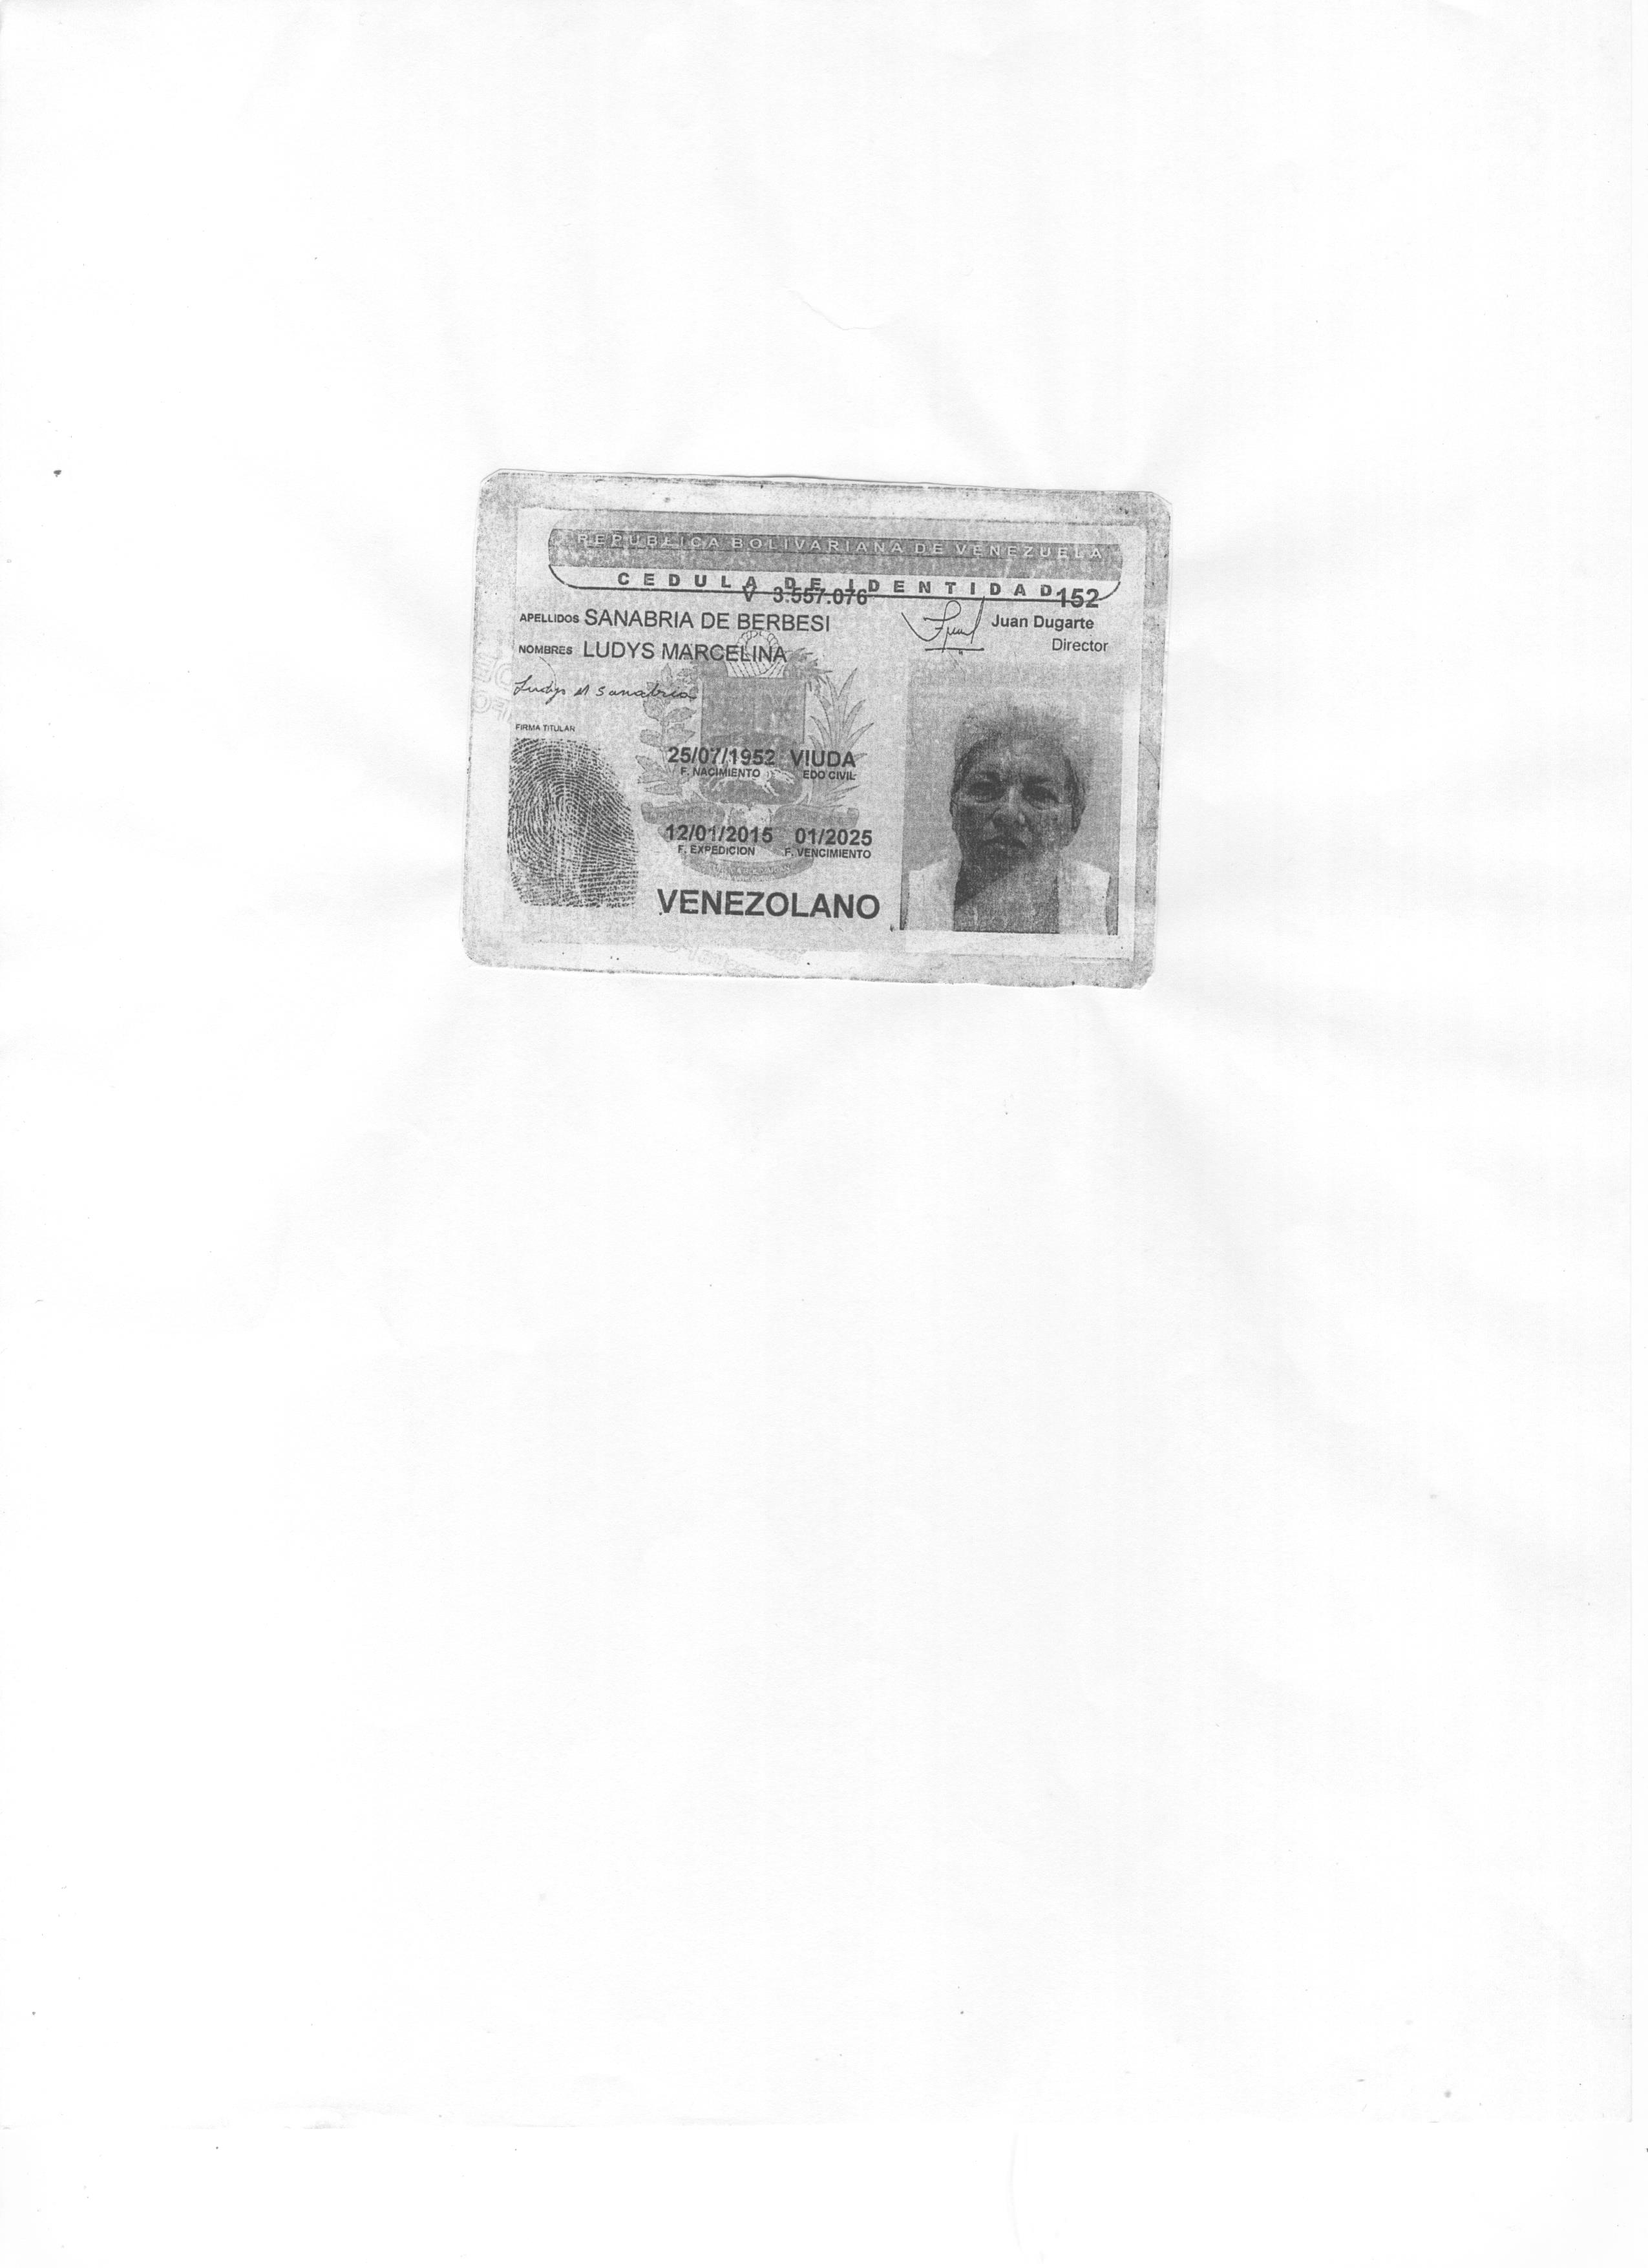 REPUBLICA BOLIVARIANA DE VENEZUELA
CEDULA DE IDENTIDAD
V 3.557.076 152
APELLIDOS SANABRIA DE BERBESI
Juan Dugarte
Director
NOMBRES LUDYS MARCELINA
Ludys M Sanabria
FIRMA TITULAR
25/07/1952 VIUDA
F. NACIMIENTO EDO CIVIL
12/01/2015 01/2025
F. EXPEDICION F. VENCIMIENTO
VENEZOLANO